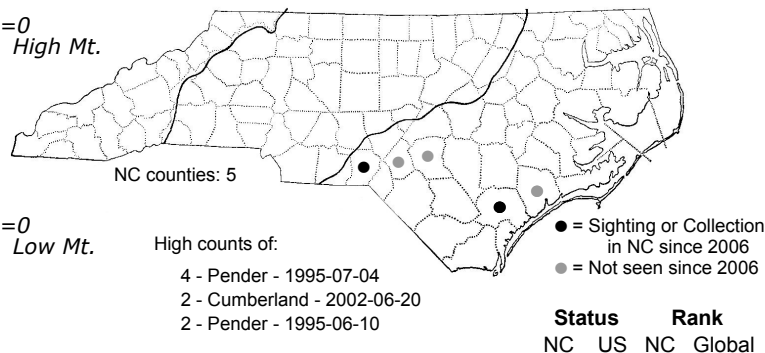 =0
High Mt.
NC counties: 5
=0
Low Mt.
High counts of:
4 - Pender - 1995-07-04
2 - Cumberland - 2002-06-20
2 - Pender - 1995-06-10
= Sighting or Collection
in NC since 2006
= Not seen since 2006
Status Rank
NC US NC Global